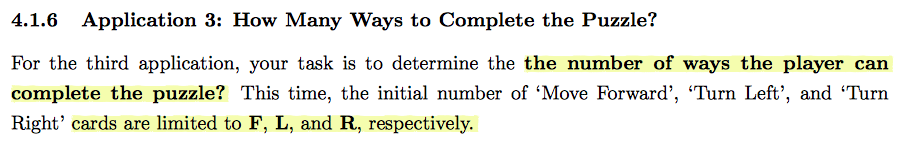 4.1.6 Application 3: How Many Ways to Complete the Puzzle?
For the third application, your task is to determine the the number of ways the player can
complete the puzzle? This time, the initial number of ‘Move Forward’, ‘Turn Left’, and ‘Turn
Right’ cards are limited to F, L, and R, respectively.